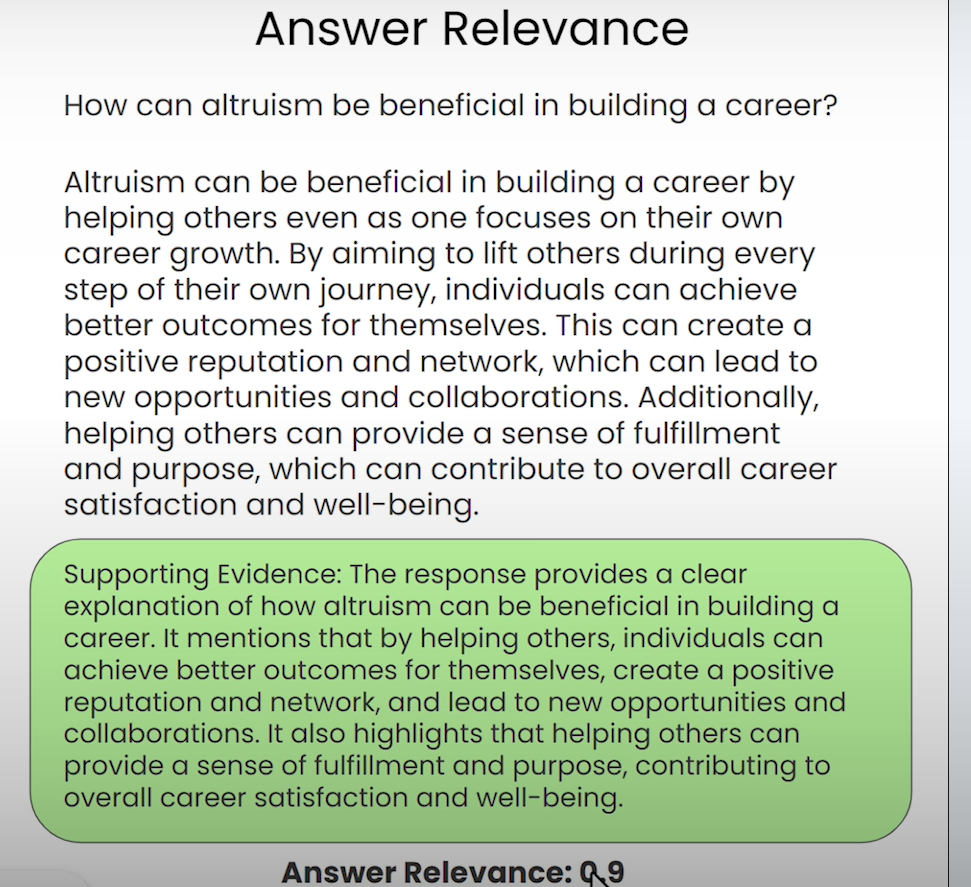 Answer Relevance
How can altruism be beneficial in building a career?
Altruism can be beneficial in building a career by
helping others even as one focuses on their own
career growth. By aiming to lift others during every
step of their own journey, individuals can achieve
better outcomes for themselves. This can create a
positive reputation and network, which can lead to
new opportunities and collaborations. Additionally,
helping others can provide a sense of fulfillment
and purpose, which can contribute to overall career
satisfaction and well-being.
Supporting Evidence: The response provides a clear
explanation of how altruism can be beneficial in building a
career. It mentions that by helping others, individuals can
achieve better outcomes for themselves, create a positive
reputation and network, and lead to new opportunities and
collaborations. It also highlights that helping others can
provide a sense of fulfillment and purpose, contributing to
overall career satisfaction and well-being.
Answer Relevance: 0.9